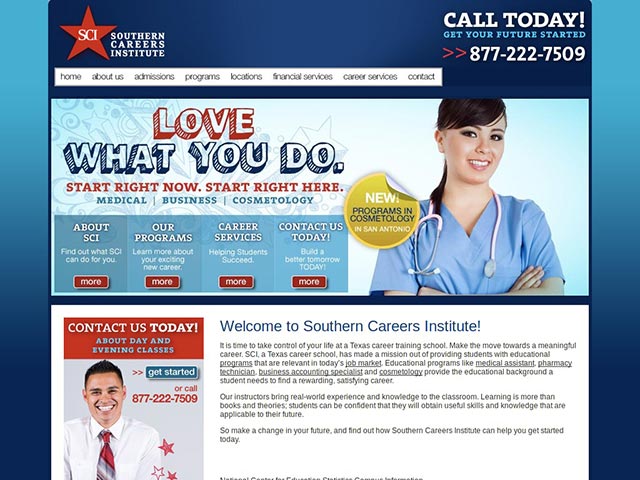 SCI
SOUTHERN
CAREERS
INSTITUTE
CALL TODAY!
GET YOUR FUTURE STARTED
>> 877-222-7509
home about us admissions programs locations financial services career services contact
LOVE
WHAT YOU DO.
START RIGHT NOW. START RIGHT HERE.
MEDICAL | BUSINESS | COSMETOLOGY
NEW!
PROGRAMS IN
COSMETOLOGY
IN SAN ANTONIO
ABOUT
SCI
Find out what SCI
can do for you.
more
OUR
PROGRAMS
Learn more about
your exciting
new career.
more
CAREER
SERVICES
Helping Students
Succeed.
more
CONTACT US
TODAY!
Build a
better tomorrow
TODAY!
more
CONTACT US TODAY!
ABOUT DAY AND
EVENING CLASSES
>> get started
or call
877-222-7509
Welcome to Southern Careers Institute!
It is time to take control of your life at a Texas career training school. Make the move towards a meaningful
career. SCI, a Texas career school, has made a mission out of providing students with educational
programs that are relevant in today's job market. Educational programs like medical assistant, pharmacy
technician, business accounting specialist and cosmetology provide the educational background a
student needs to find a rewarding, satisfying career.
Our instructors bring real-world experience and knowledge to the classroom. Learning is more than
books and theories; students can be confident that they will obtain useful skills and knowledge that are
applicable to their future.
So make a change in your future, and find out how Southern Careers Institute can help you get started
today.
National Center for Education Statistics Campus Information